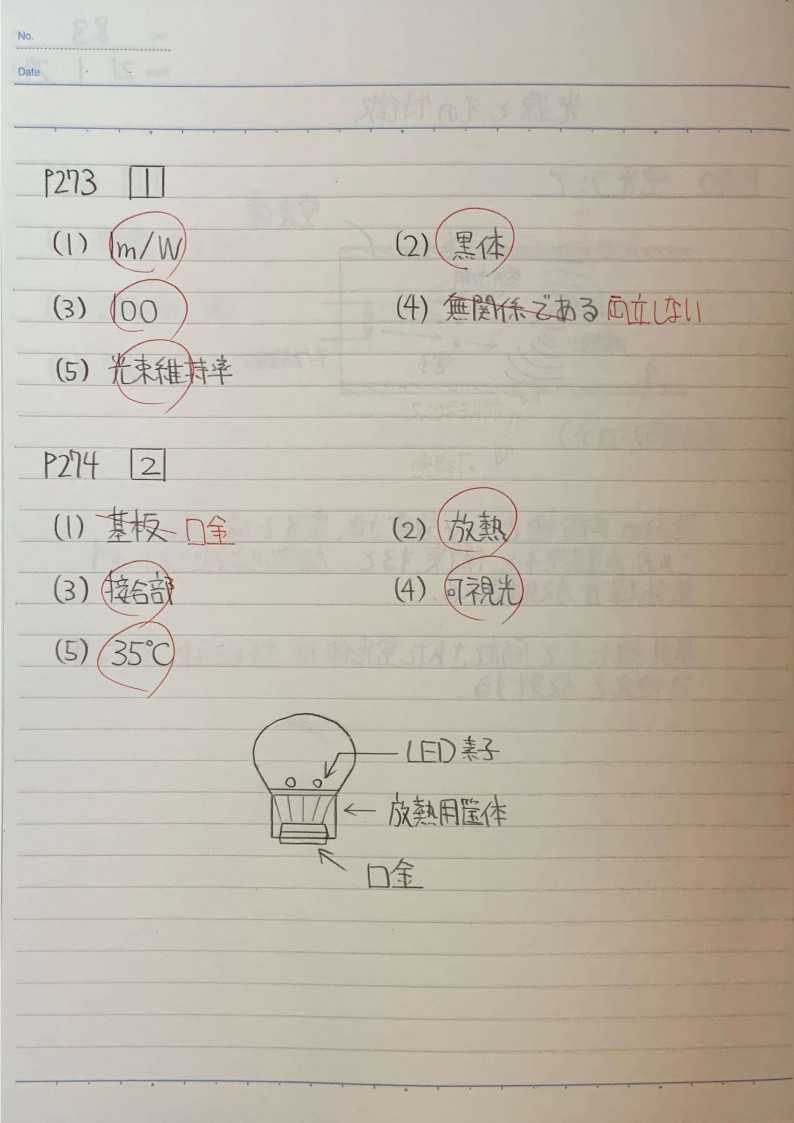 No.
Date
P273 1
(1) lm/W (2) 黒体
(3) 100 (4) 無関係である 両立しない
(5) 光束維持率
P274 2
(1) 基板 口金 (2) 放熱
(3) 接合部 (4) 可視光
(5) 35℃
LED素子
放熱用筐体
口金